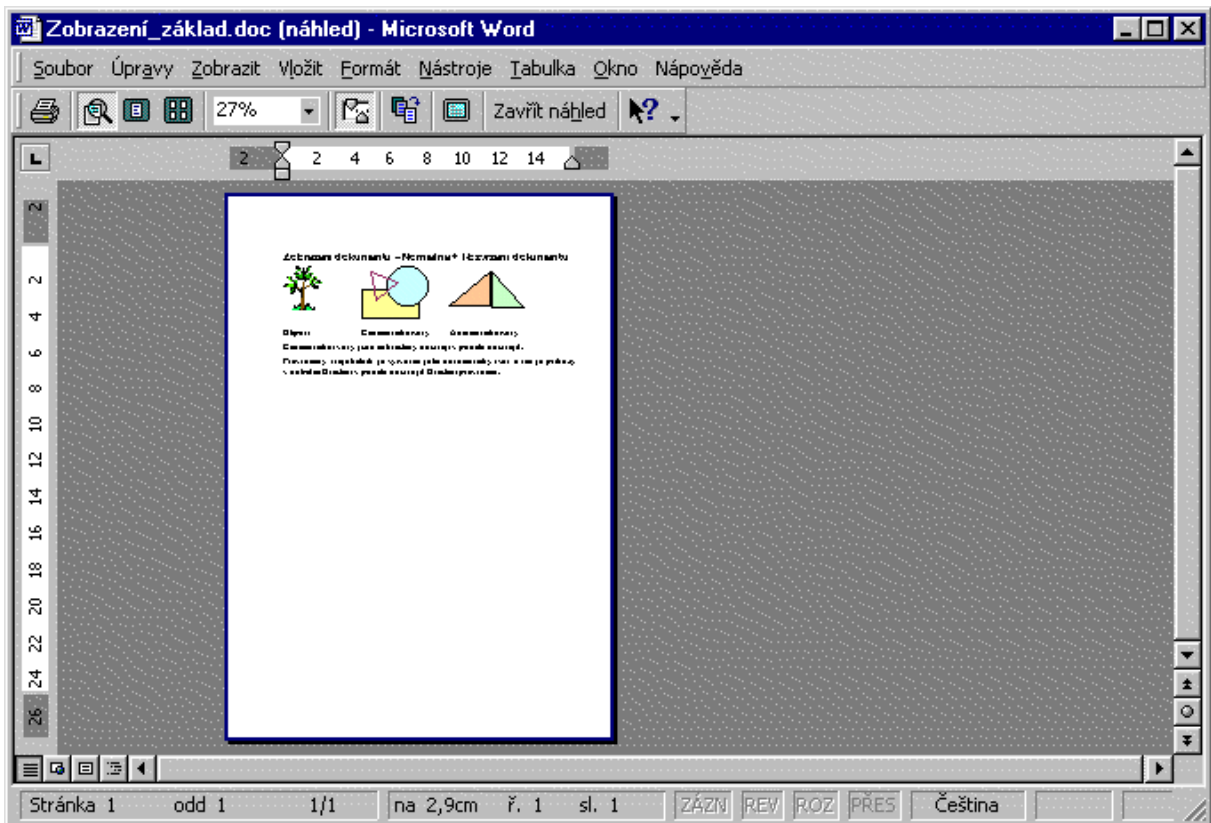 Zobrazení_základ.doc (náhled) - Microsoft Word
Soubor Úpravy Zobrazit Vložit Formát Nástroje Tabulka Okno Nápověda
27% Zavřít náhled
2 2 4 6 8 10 12 14
2
2
4
6
8
10
12
14
16
18
20
22
24
26
Stránka 1 odd 1 1/1 na 2,9cm ř. 1 sl. 1 ZÁZN REV ROZ PŘES Čeština